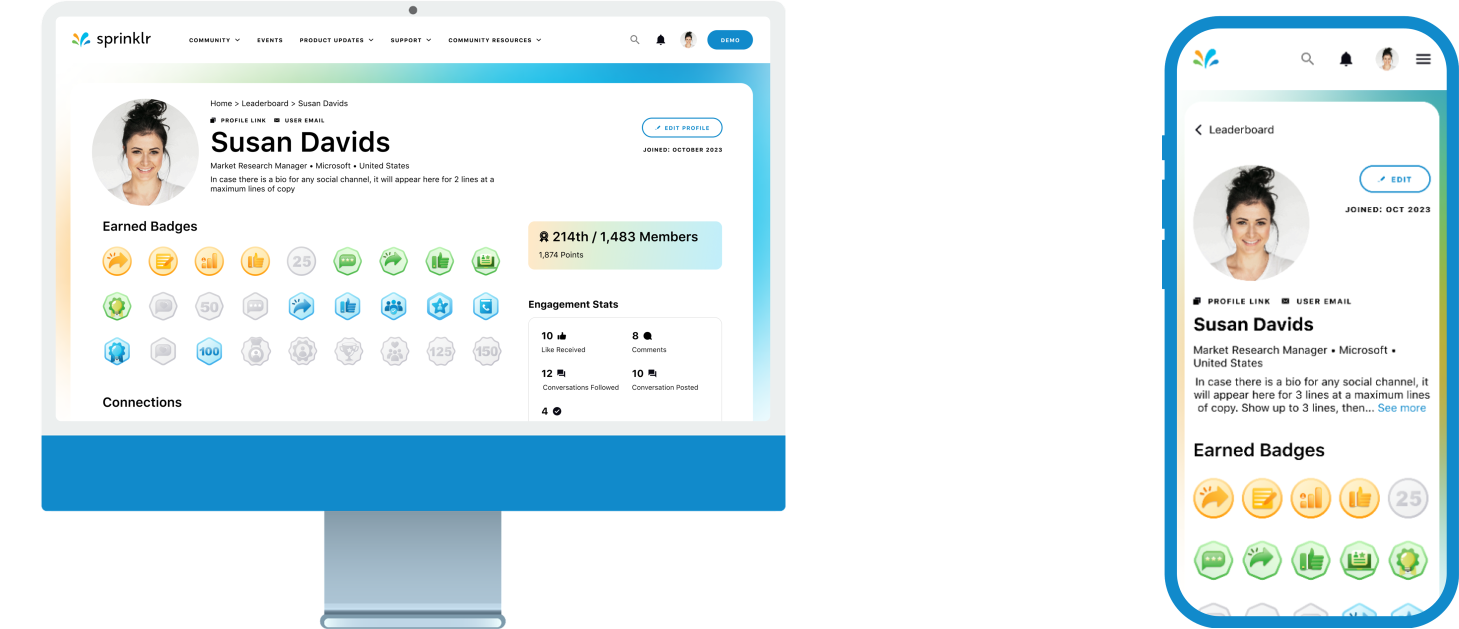 sprinklr
COMMUNITY EVENTS PRODUCT UPDATES SUPPORT COMMUNITY RESOURCES DEMO
Home > Leaderboard > Susan Davids
PROFILE LINK USER EMAIL
EDIT PROFILE
Susan Davids
JOINED: OCTOBER 2023
Market Research Manager • Microsoft • United States
In case there is a bio for any social channel, it will appear here for 2 lines at a
maximum lines of copy
Earned Badges
25
50
100
125
150
Connections
214th / 1,483 Members
1,874 Points
Engagement Stats
10
Like Received
8
Comments
12
Conversations Followed
10
Conversation Posted
4
Leaderboard
EDIT
JOINED: OCT 2023
PROFILE LINK USER EMAIL
Susan Davids
Market Research Manager • Microsoft •
United States
In case there is a bio for any social channel, it
will appear here for 3 lines at a maximum lines
of copy. Show up to 3 lines, then... See more
Earned Badges
25